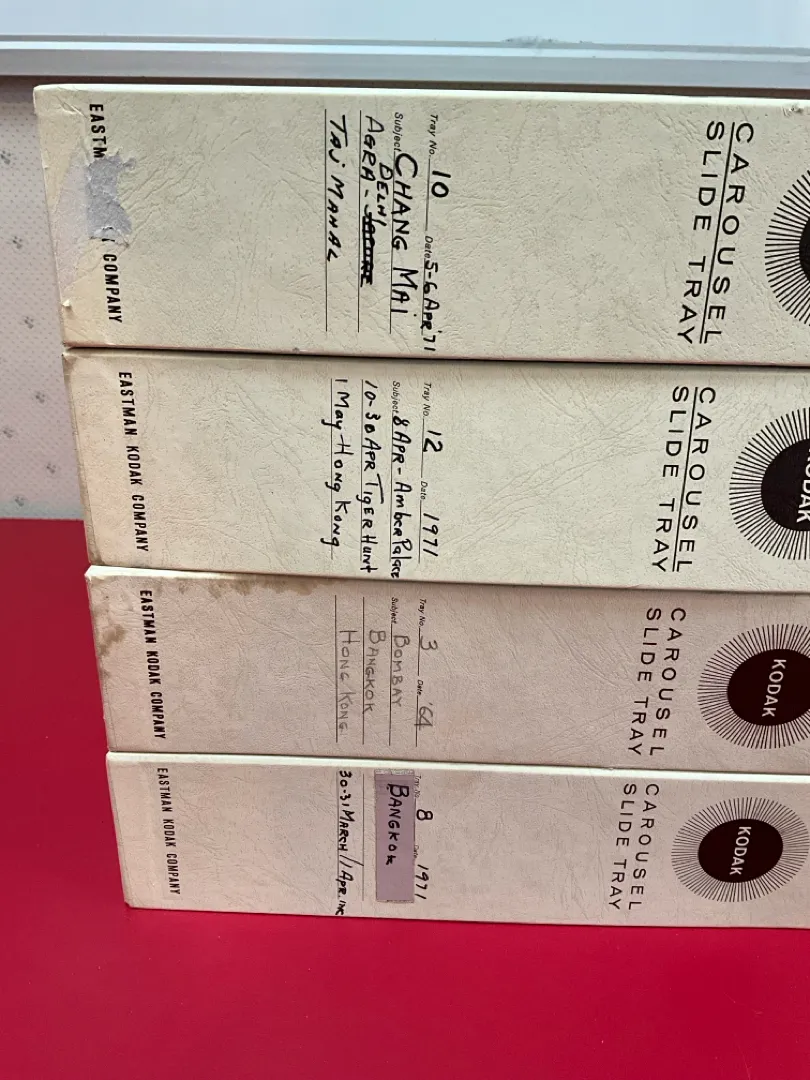 CAROUSEL
SLIDE TRAY
Tray No. 10 Date 5-6 APR '71
Subject CHANG MAI
DELHI
AGRA -
TAJ MAHAL
EASTM COMPANY
KODAK
CAROUSEL
SLIDE TRAY
Tray No. 12 Date 1971
Subject 8 APR - Amber Palace
10-30 APR Tiger Hunt
1 May - Hong Kong
EASTMAN KODAK COMPANY
KODAK
CAROUSEL
SLIDE TRAY
Tray No. 3 Date '64
Subject BOMBAY
BANGKOK
HONG KONG
EASTMAN KODAK COMPANY
KODAK
CAROUSEL
SLIDE TRAY
Tray No. 8 Date 1971
BANGKOK
30-31 MARCH / 1 APR. INC
EASTMAN KODAK COMPANY